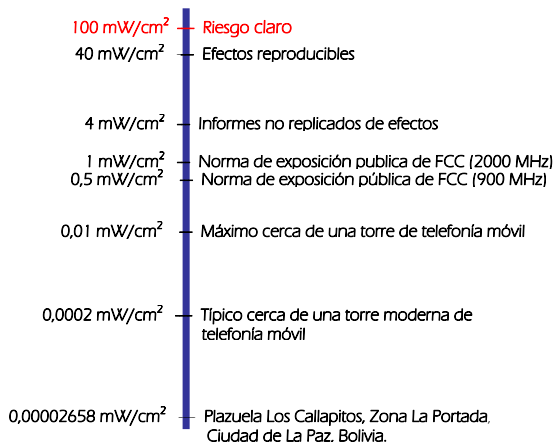 100 mW/cm² Riesgo claro
40 mW/cm² Efectos reproducibles
4 mW/cm² Informes no replicados de efectos
1 mW/cm² Norma de exposición publica de FCC (2000 MHz)
0,5 mW/cm² Norma de exposición pública de FCC (900 MHz)
0,01 mW/cm² Máximo cerca de una torre de telefonía móvil
0,0002 mW/cm² Típico cerca de una torre moderna de
telefonía móvil
0,00002658 mW/cm² Plazuela Los Callapitos, Zona La Portada,
Ciudad de La Paz, Bolivia.